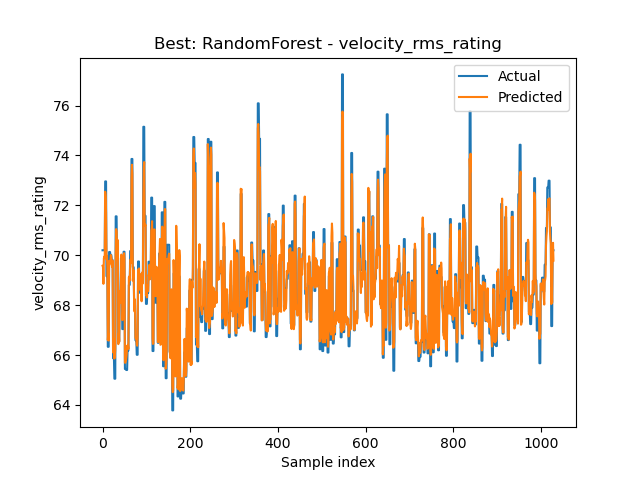 Best: RandomForest - velocity_rms_rating
Actual
Predicted
76
74
72
70
68
66
64
velocity_rms_rating
0
200
400
600
800
1000
Sample index